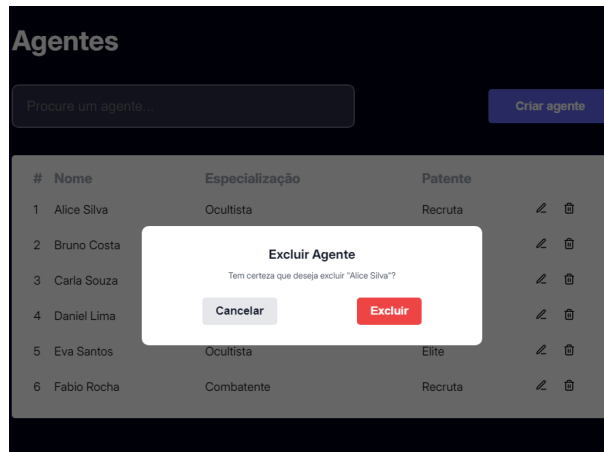 Agentes
Procure um agente... Criar agente
# Nome Especialização Patente
1 Alice Silva Ocultista Recruta
2 Bruno Costa
3 Carla Souza
4 Daniel Lima
5 Eva Santos Ocultista Elite
6 Fabio Rocha Combatente Recruta
Excluir Agente
Tem certeza que deseja excluir "Alice Silva"?
Cancelar Excluir